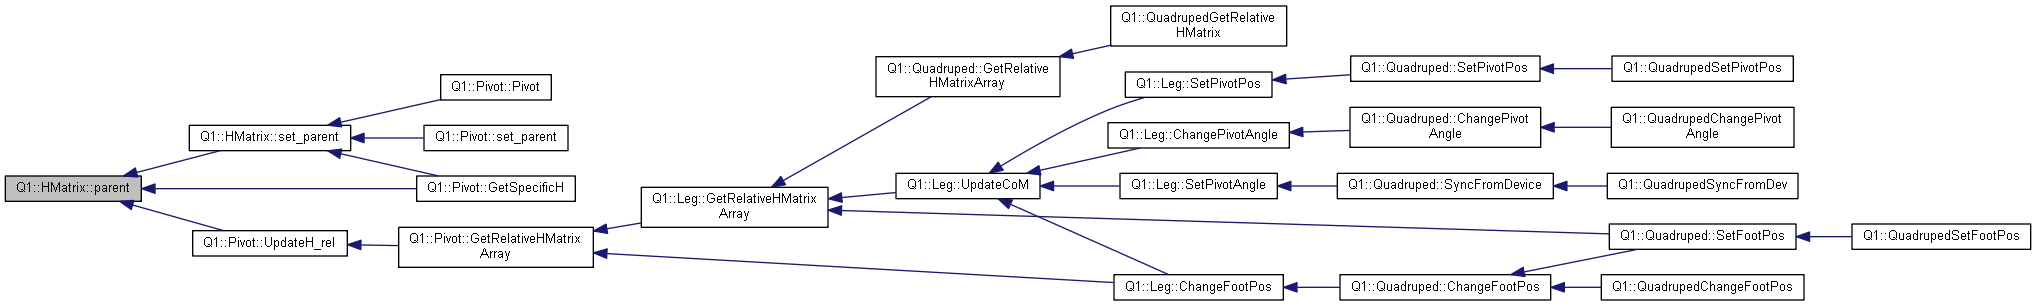 Q1::HMatrix::parent
Q1::HMatrix::set_parent
Q1::Pivot::Pivot
Q1::Pivot::set_parent
Q1::Pivot::GetSpecificH
Q1::Pivot::UpdateH_rel
Q1::Pivot::GetRelativeHMatrix
Array
Q1::Leg::GetRelativeHMatrix
Array
Q1::Quadruped::GetRelative
HMatrixArray
Q1::QuadrupedGetRelative
HMatrix
Q1::Leg::UpdateCoM
Q1::Leg::SetPivotPos
Q1::Quadruped::SetPivotPos
Q1::QuadrupedSetPivotPos
Q1::Leg::ChangePivotAngle
Q1::Quadruped::ChangePivot
Angle
Q1::QuadrupedChangePivot
Angle
Q1::Leg::SetPivotAngle
Q1::Quadruped::SyncFromDevice
Q1::QuadrupedSyncFromDev
Q1::Quadruped::SetFootPos
Q1::QuadrupedSetFootPos
Q1::Leg::ChangeFootPos
Q1::Quadruped::ChangeFootPos
Q1::QuadrupedChangeFootPos